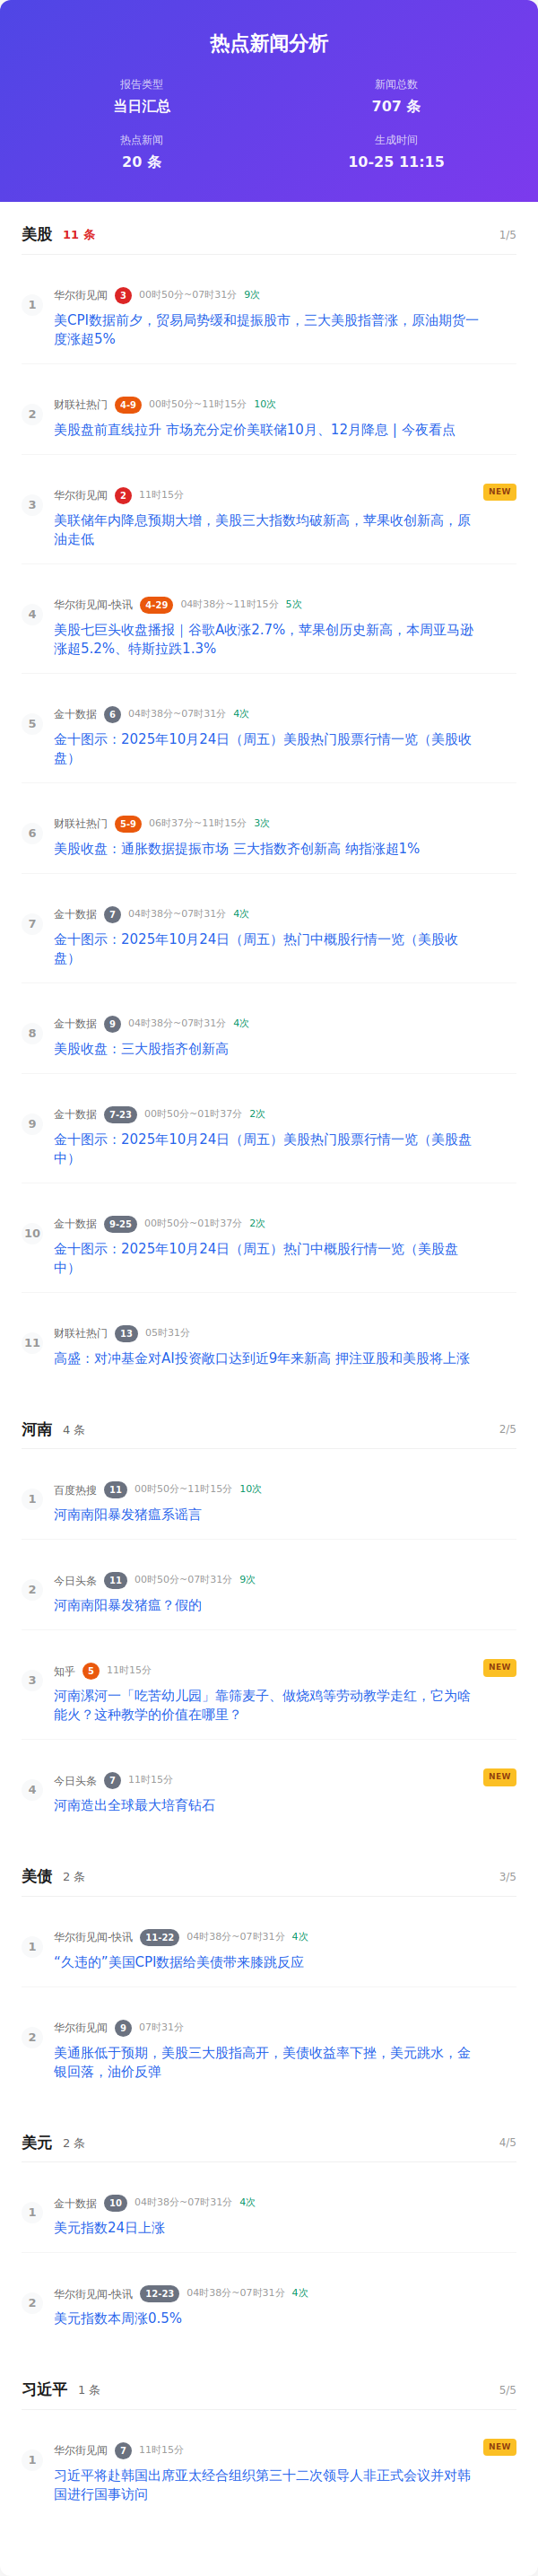 热点新闻分析
报告类型
当日汇总
新闻总数
707 条
热点新闻
20 条
生成时间
10-25 11:15
美股 11 条 1/5
1
华尔街见闻 3 00时50分~07时31分 9次
美CPI数据前夕，贸易局势缓和提振股市，三大美股指普涨，原油期货一
度涨超5%
2
财联社热门 4-9 00时50分~11时15分 10次
美股盘前直线拉升 市场充分定价美联储10月、12月降息 | 今夜看点
3
华尔街见闻 2 11时15分 NEW
美联储年内降息预期大增，美股三大指数均破新高，苹果收创新高，原
油走低
4
华尔街见闻-快讯 4-29 04时38分~11时15分 5次
美股七巨头收盘播报｜谷歌A收涨2.7%，苹果创历史新高，本周亚马逊
涨超5.2%、特斯拉跌1.3%
5
金十数据 6 04时38分~07时31分 4次
金十图示：2025年10月24日（周五）美股热门股票行情一览（美股收
盘）
6
财联社热门 5-9 06时37分~11时15分 3次
美股收盘：通胀数据提振市场 三大指数齐创新高 纳指涨超1%
7
金十数据 7 04时38分~07时31分 4次
金十图示：2025年10月24日（周五）热门中概股行情一览（美股收
盘）
8
金十数据 9 04时38分~07时31分 4次
美股收盘：三大股指齐创新高
9
金十数据 7-23 00时50分~01时37分 2次
金十图示：2025年10月24日（周五）美股热门股票行情一览（美股盘
中）
10
金十数据 9-25 00时50分~01时37分 2次
金十图示：2025年10月24日（周五）热门中概股行情一览（美股盘
中）
11
财联社热门 13 05时31分
高盛：对冲基金对AI投资敞口达到近9年来新高 押注亚股和美股将上涨
河南 4 条 2/5
1
百度热搜 11 00时50分~11时15分 10次
河南南阳暴发猪瘟系谣言
2
今日头条 11 00时50分~07时31分 9次
河南南阳暴发猪瘟？假的
3
知乎 5 11时15分 NEW
河南漯河一「吃苦幼儿园」靠筛麦子、做烧鸡等劳动教学走红，它为啥
能火？这种教学的价值在哪里？
4
今日头条 7 11时15分 NEW
河南造出全球最大培育钻石
美债 2 条 3/5
1
华尔街见闻-快讯 11-22 04时38分~07时31分 4次
“久违的”美国CPI数据给美债带来膝跳反应
2
华尔街见闻 9 07时31分
美通胀低于预期，美股三大股指高开，美债收益率下挫，美元跳水，金
银回落，油价反弹
美元 2 条 4/5
1
金十数据 10 04时38分~07时31分 4次
美元指数24日上涨
2
华尔街见闻-快讯 12-23 04时38分~07时31分 4次
美元指数本周涨0.5%
习近平 1 条 5/5
1
华尔街见闻 7 11时15分 NEW
习近平将赴韩国出席亚太经合组织第三十二次领导人非正式会议并对韩
国进行国事访问